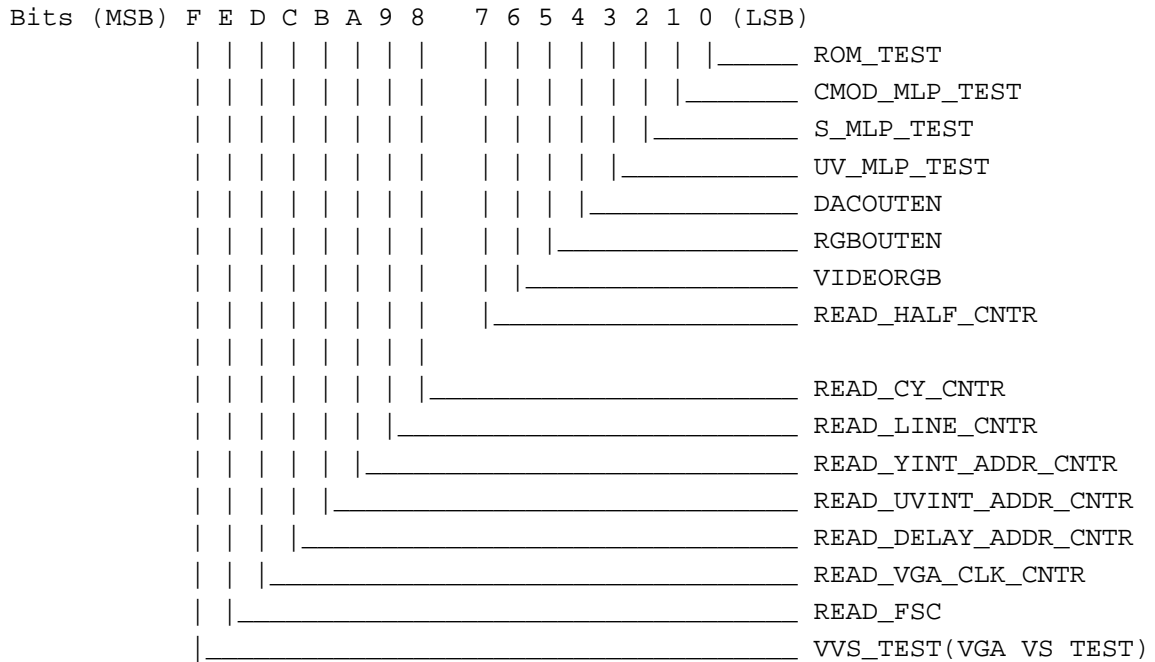 Bits (MSB) F E D C B A 9 8 7 6 5 4 3 2 1 0 (LSB)
ROM_TEST
CMOD_MLP_TEST
S_MLP_TEST
UV_MLP_TEST
DACOUTEN
RGBOUTEN
VIDEORGB
READ_HALF_CNTR
READ_CY_CNTR
READ_LINE_CNTR
READ_YINT_ADDR_CNTR
READ_UVINT_ADDR_CNTR
READ_DELAY_ADDR_CNTR
READ_VGA_CLK_CNTR
READ_FSC
VVS_TEST(VGA VS TEST)